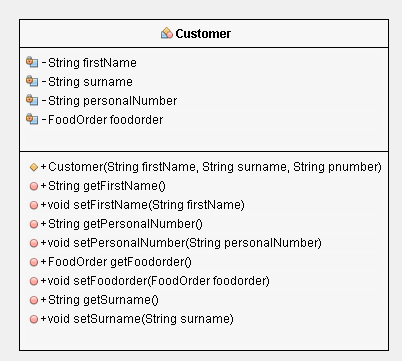 Customer
- String firstName
- String surname
- String personalNumber
- FoodOrder foodorder
+ Customer(String firstName, String surname, String pnumber)
+ String getFirstName()
+ void setFirstName(String firstName)
+ String getPersonalNumber()
+ void setPersonalNumber(String personalNumber)
+ FoodOrder getFoodorder()
+ void setFoodorder(FoodOrder foodorder)
+ String getSurname()
+ void setSurname(String surname)